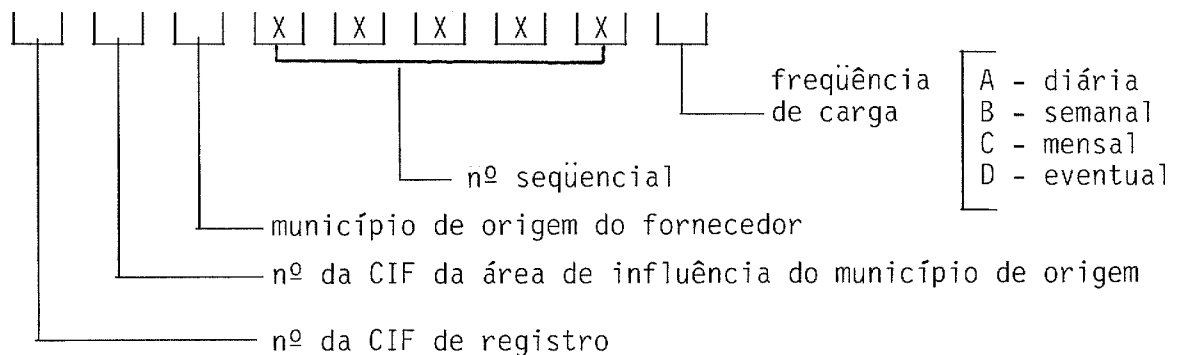 X X X X X
freqüência A - diária
de carga B - semanal
C - mensal
D - eventual
nº seqüencial
município de origem do fornecedor
nº da CIF da área de influência do município de origem
nº da CIF de registro